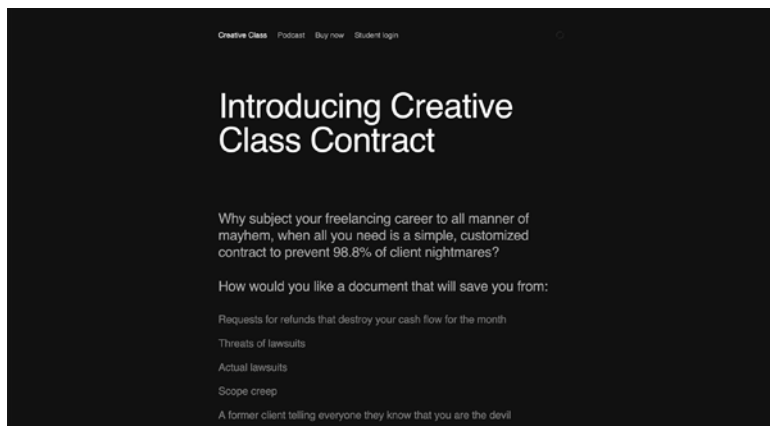 Creative Class Podcast Buy now Student login
Introducing Creative
Class Contract
Why subject your freelancing career to all manner of
mayhem, when all you need is a simple, customized
contract to prevent 98.8% of client nightmares?
How would you like a document that will save you from:
Requests for refunds that destroy your cash flow for the month
Threats of lawsuits
Actual lawsuits
Scope creep
A former client telling everyone they know that you are the devil